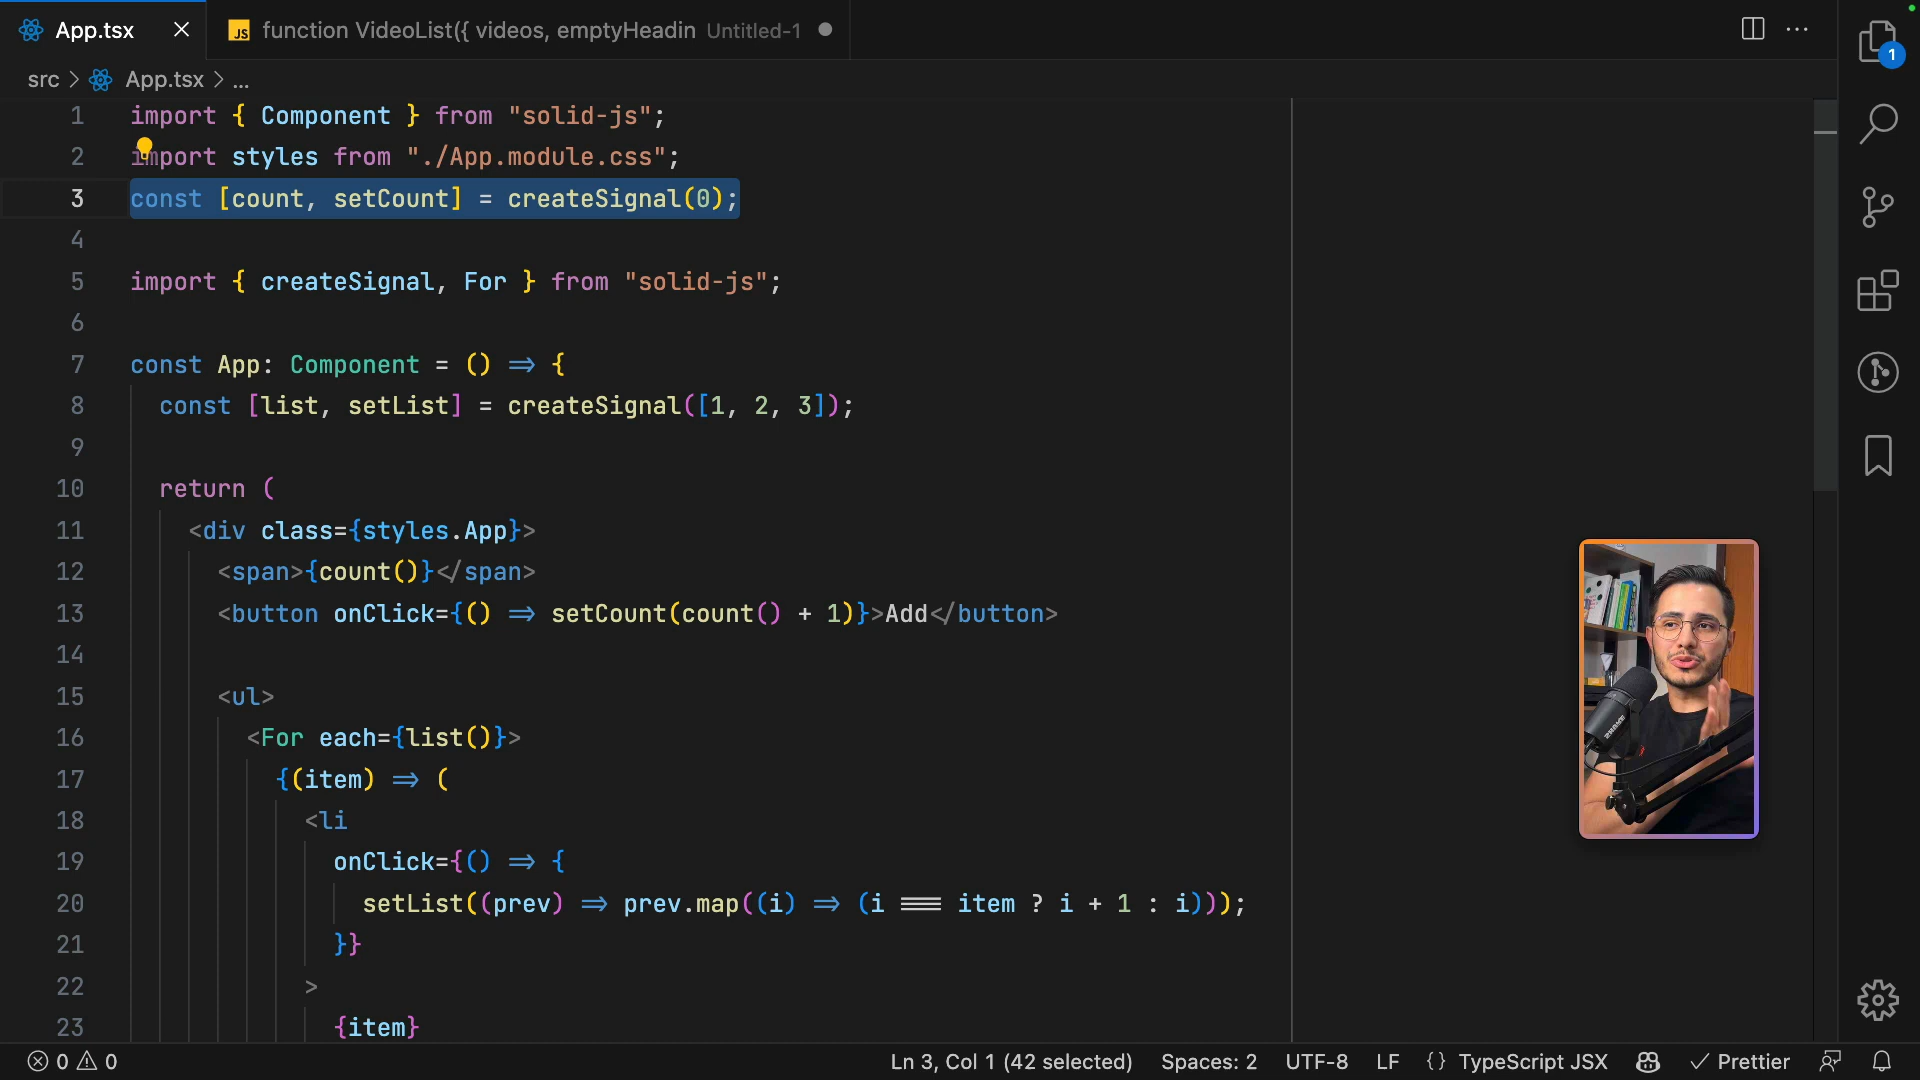 App.tsx
JS function VideoList({ videos, emptyHeadin Untitled-1
src > App.tsx > ...
1 import { Component } from "solid-js";
2 import styles from "./App.module.css";
3 const [count, setCount] = createSignal(0);
4
5 import { createSignal, For } from "solid-js";
6
7 const App: Component = () => {
8 const [list, setList] = createSignal([1, 2, 3]);
9
10 return (
11 <div class={styles.App}>
12 <span>{count()}</span>
13 <button onClick={() => setCount(count() + 1)}>Add</button>
14
15 <ul>
16 <For each={list()}>
17 {(item) => (
18 <li
19 onClick={() => {
20 setList((prev) => prev.map((i) => (i === item ? i + 1 : i)));
21 }}
22 >
23 {item}
1
0 0
Ln 3, Col 1 (42 selected) Spaces: 2 UTF-8 LF {} TypeScript JSX Prettier